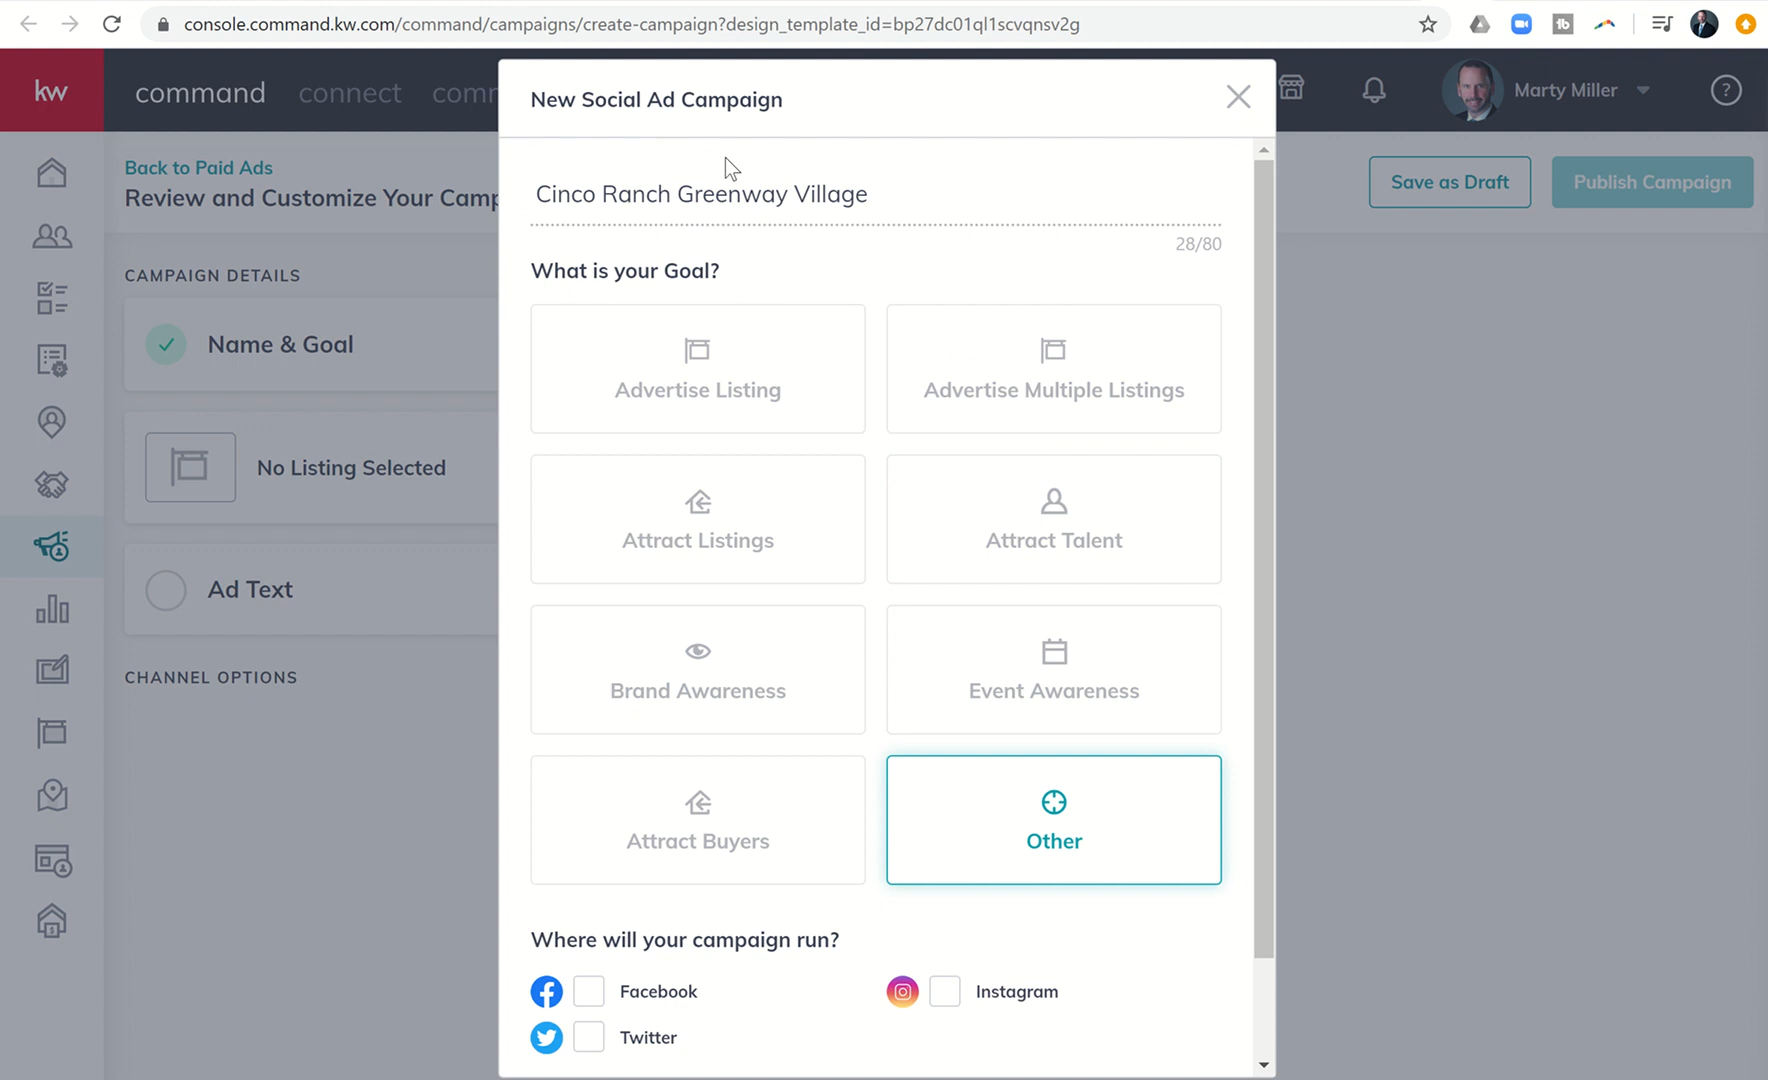 console.command.kw.com/command/campaigns/create-campaign?design_template_id=bp27dc01ql1scvqnsv2g
kw
command
connect
Marty Miller
New Social Ad Campaign
Back to Paid Ads
Review and Customize Your Camp
Save as Draft
Publish Campaign
Cinco Ranch Greenway Village
28/80
CAMPAIGN DETAILS
Name & Goal
No Listing Selected
Ad Text
CHANNEL OPTIONS
What is your Goal?
Advertise Listing
Advertise Multiple Listings
Attract Listings
Attract Talent
Brand Awareness
Event Awareness
Attract Buyers
Other
Where will your campaign run?
Facebook
Instagram
Twitter